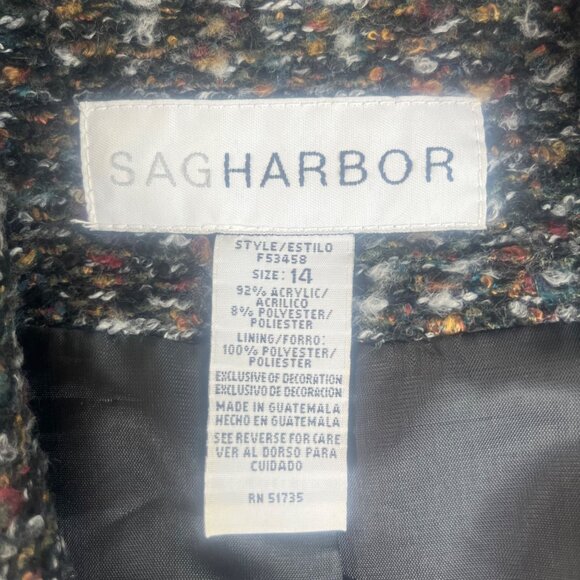 SAGHARBOR
STYLE/ESTILO
F53458
SIZE: 14
92% ACRYLIC/
ACRILICO
8% POLYESTER/
POLIESTER
LINING/FORRO:
100% POLYESTER/
POLIESTER
EXCLUSIVE OF DECORATION
EXCLUSIVO DE DECORACION
MADE IN GUATEMALA
HECHO EN GUATEMALA
SEE REVERSE FOR CARE
VER AL DORSO PARA
CUIDADO
RN 51735